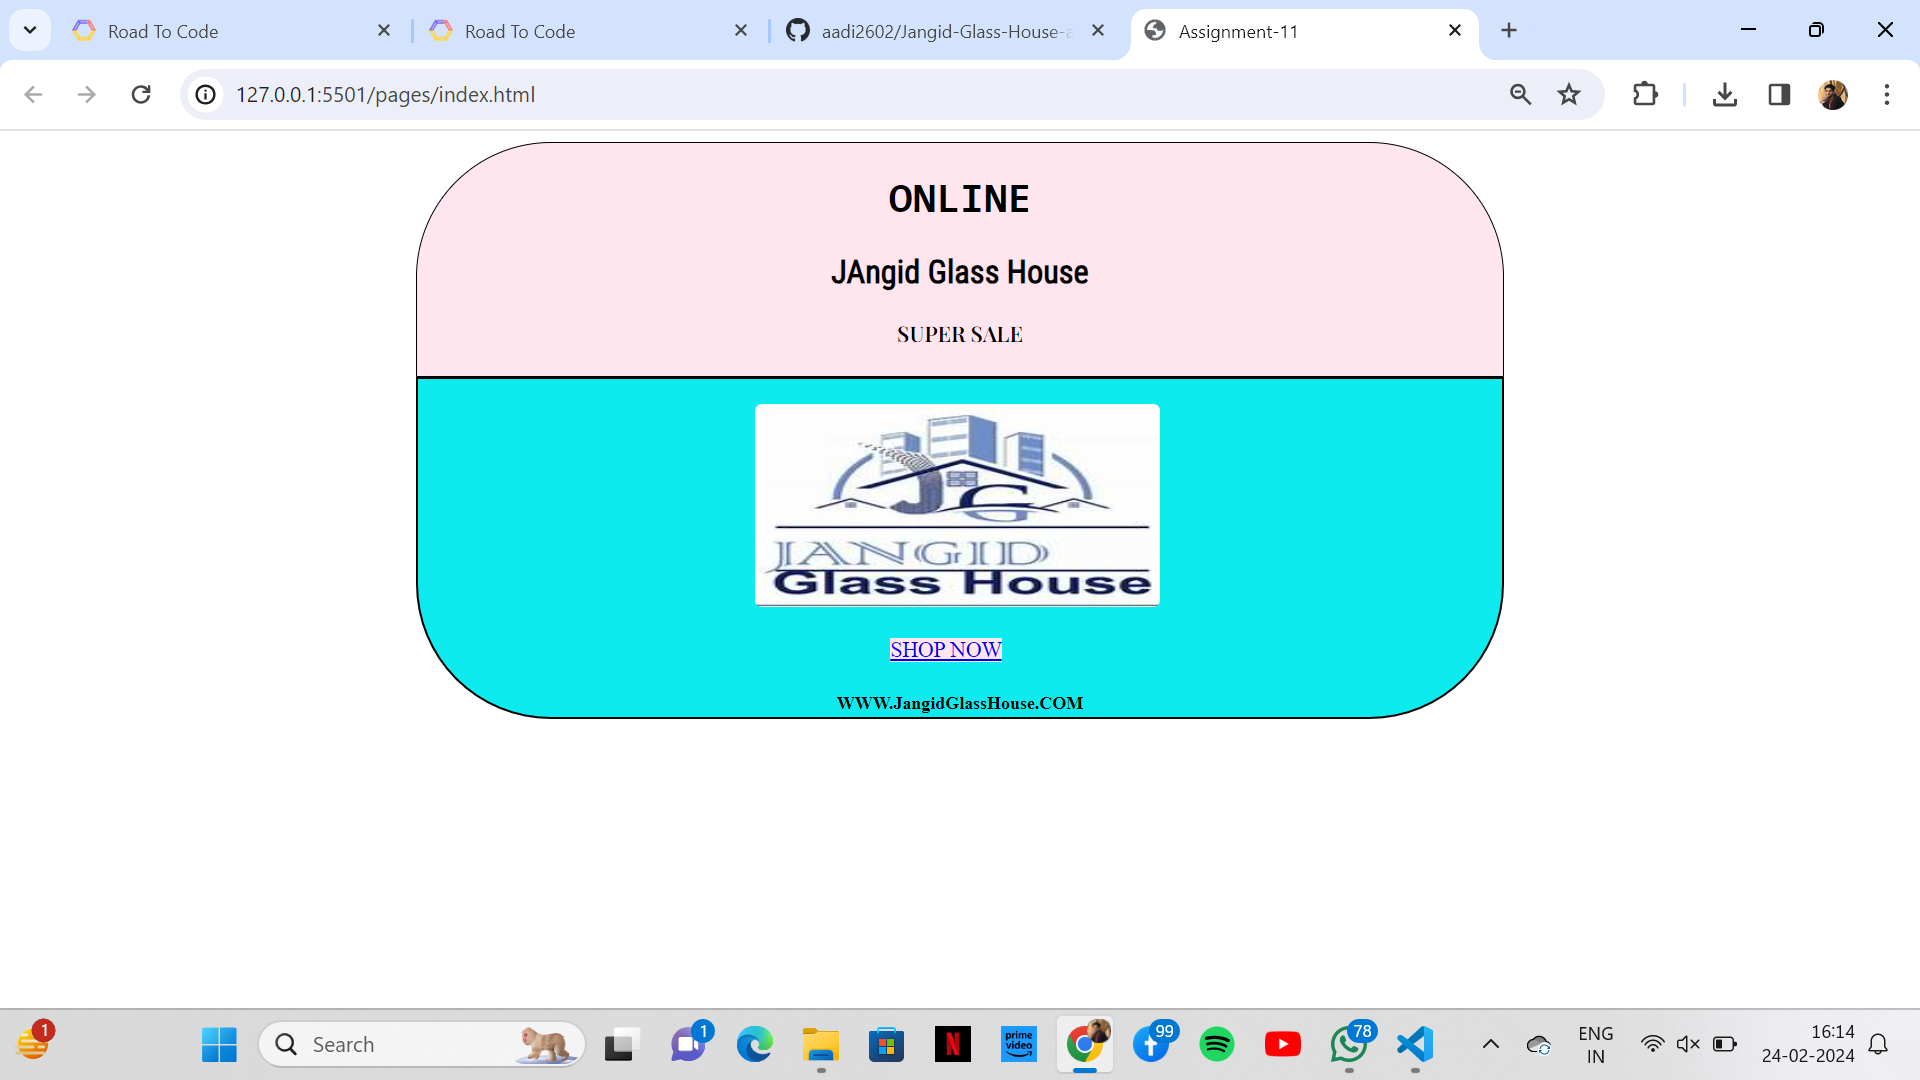 Road To Code
Road To Code
aadi2602/Jangid-Glass-House-a
Assignment-11
127.0.0.1:5501/pages/index.html
ONLINE
JAngid Glass House
SUPER SALE
JG
JANGID
Glass House
SHOP NOW
WWW.JangidGlassHouse.COM
1
Search
1
N
prime video
99
78
ENG
IN
16:14
24-02-2024